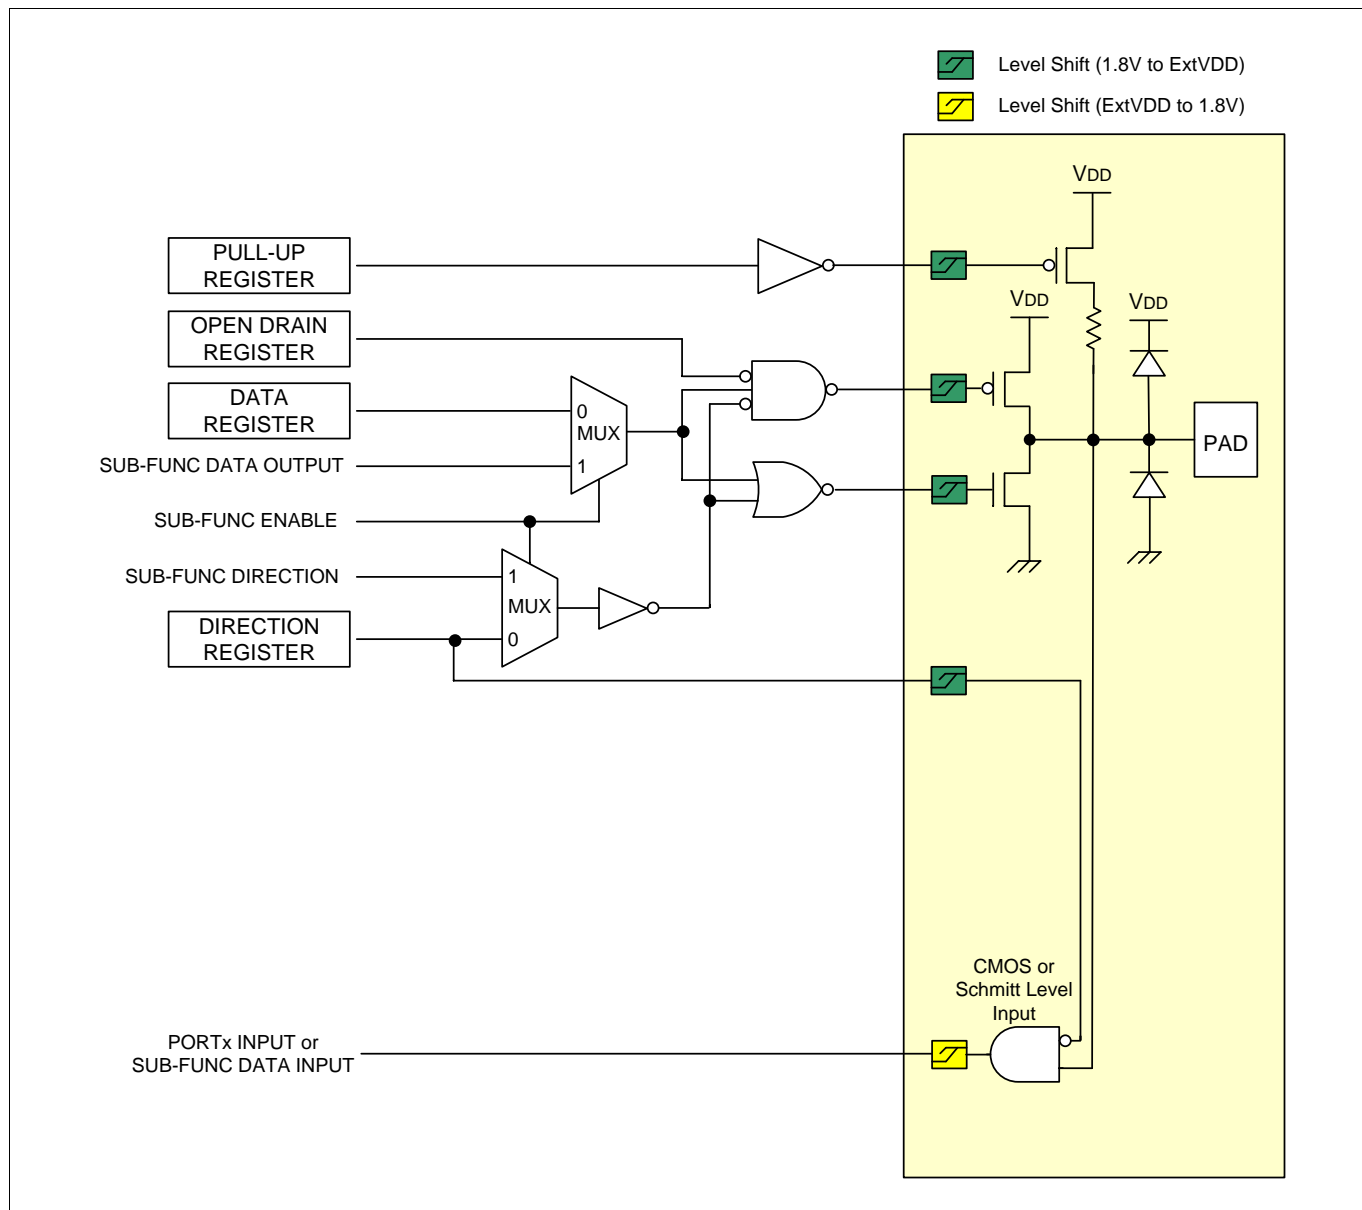 Level Shift (1.8V to ExtVDD)
Level Shift (ExtVDD to 1.8V)
VDD
PULL-UP
REGISTER
VDD
VDD
OPEN DRAIN
REGISTER
DATA
REGISTER
0
MUX
1
PAD
SUB-FUNC DATA OUTPUT
SUB-FUNC ENABLE
SUB-FUNC DIRECTION
1
MUX
0
DIRECTION
REGISTER
CMOS or
Schmitt Level
Input
PORTx INPUT or
SUB-FUNC DATA INPUT